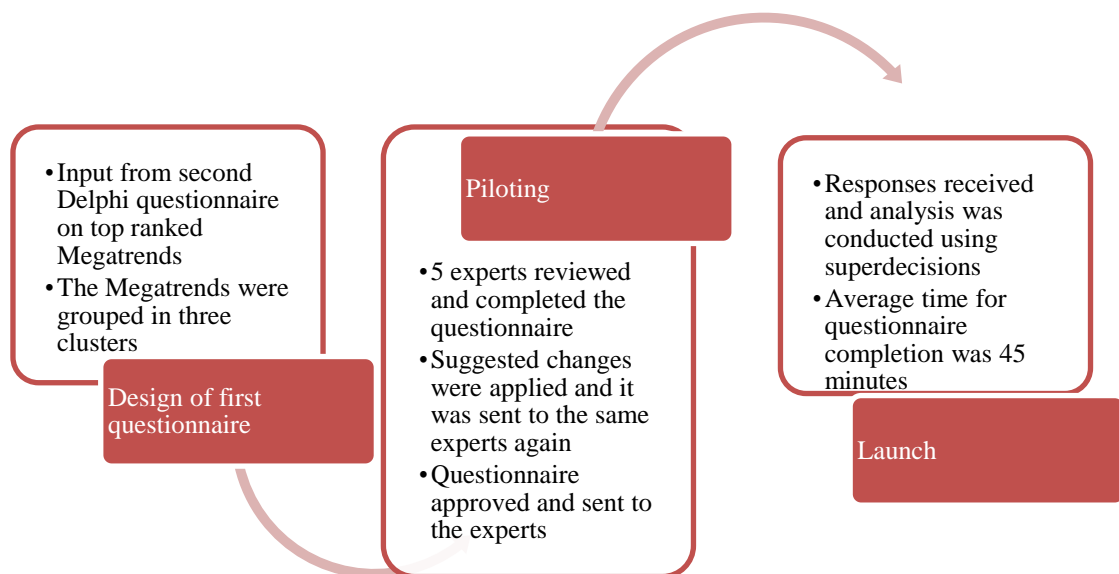 •Input from second
Delphi questionnaire
on top ranked
Megatrends
•The Megatrends were
grouped in three
clusters
Design of first
questionnaire
Piloting
•5 experts reviewed
and completed the
questionnaire
•Suggested changes
were applied and it
was sent to the same
experts again
•Questionnaire
approved and sent to
the experts
•Responses received
and analysis was
conducted using
superdecisions
•Average time for
questionnaire
completion was 45
minutes
Launch